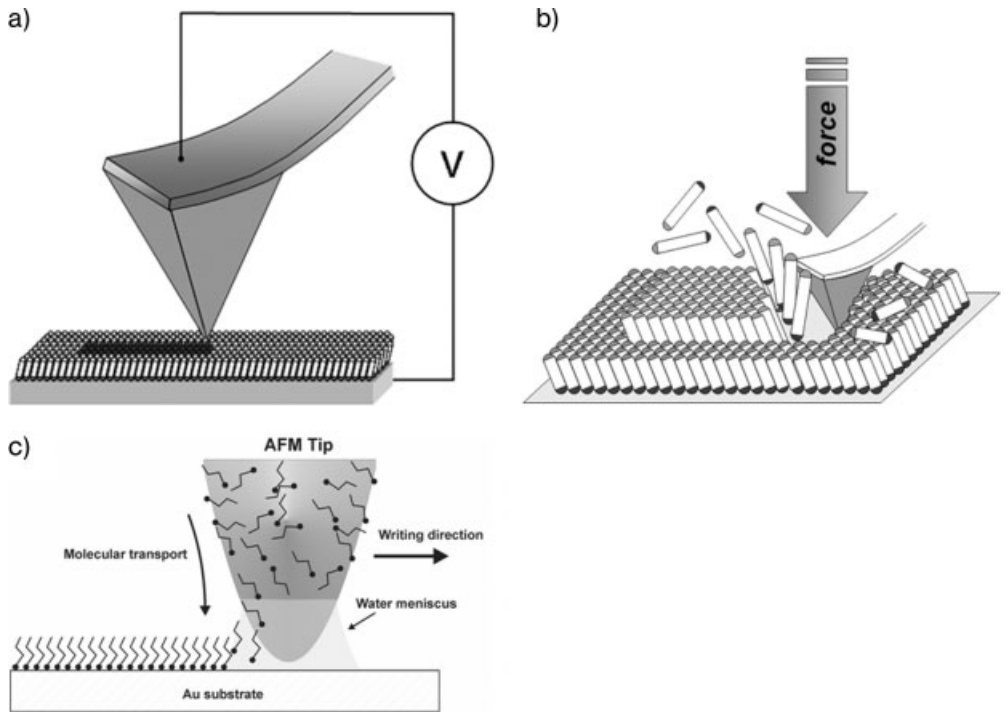 a)
V
b)
force
c)
AFM Tip
Molecular transport
Writing direction
Water meniscus
Au substrate